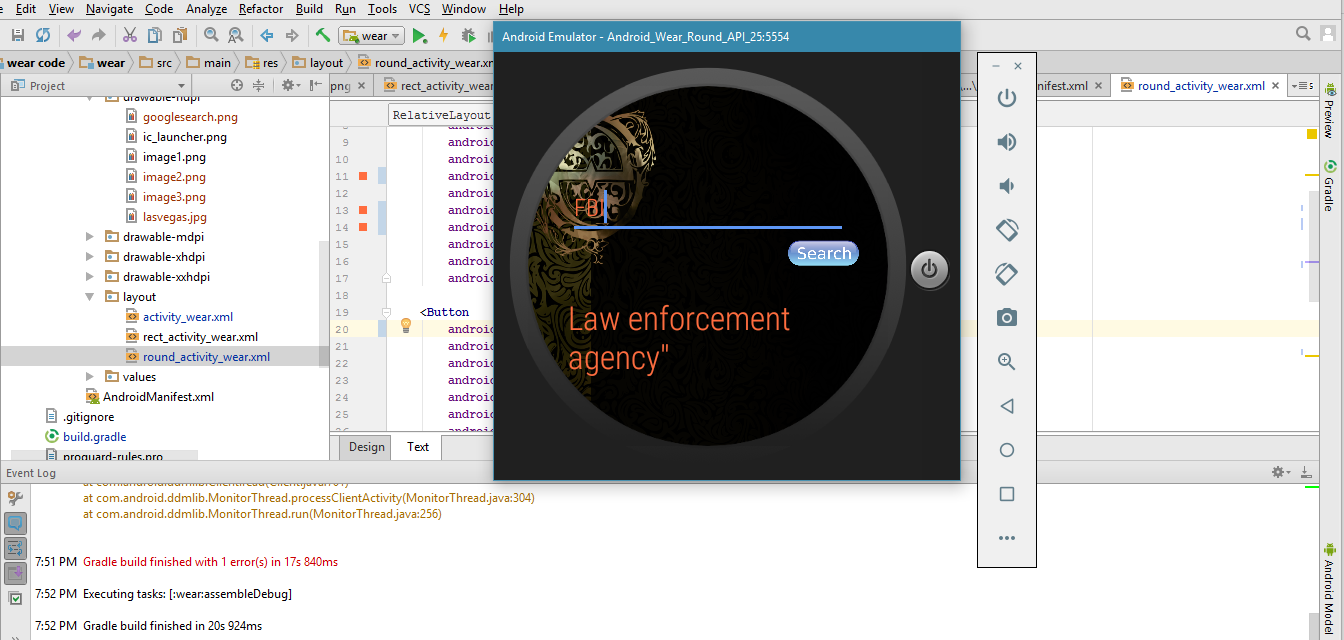 Edit View Navigate Code Analyze Refactor Build Run Tools VCS Window Help
wear
wear code wear src main res layout round_activity_wear.xm
Project
png rect_activity_wear
nifest.xml round_activity_wear.xml
5
drawable-hdpi
googlesearch.png
ic_launcher.png
image1.png
image2.png
image3.png
lasvegas.jpg
drawable-mdpi
drawable-xhdpi
drawable-xxhdpi
layout
activity_wear.xml
rect_activity_wear.xml
round_activity_wear.xml
values
AndroidManifest.xml
.gitignore
build.gradle
proguard-rules.pro
RelativeLayout
9 android
10 android
11 android
12 android
13 android
14 android
15 android
16 android
17 android
18
19 <Button
20 android
21 android
22 android
23 android
24 android
25 android
Design Text
Android Emulator - Android_Wear_Round_API_25:5554
FBI
Search
Law enforcement
agency"
Preview
Gradle
Android Model
Event Log
at com.android.ddmlib.MonitorThread.processClientActivity(MonitorThread.java:304)
at com.android.ddmlib.MonitorThread.run(MonitorThread.java:256)
7:51 PM Gradle build finished with 1 error(s) in 17s 840ms
7:52 PM Executing tasks: [:wear:assembleDebug]
7:52 PM Gradle build finished in 20s 924ms